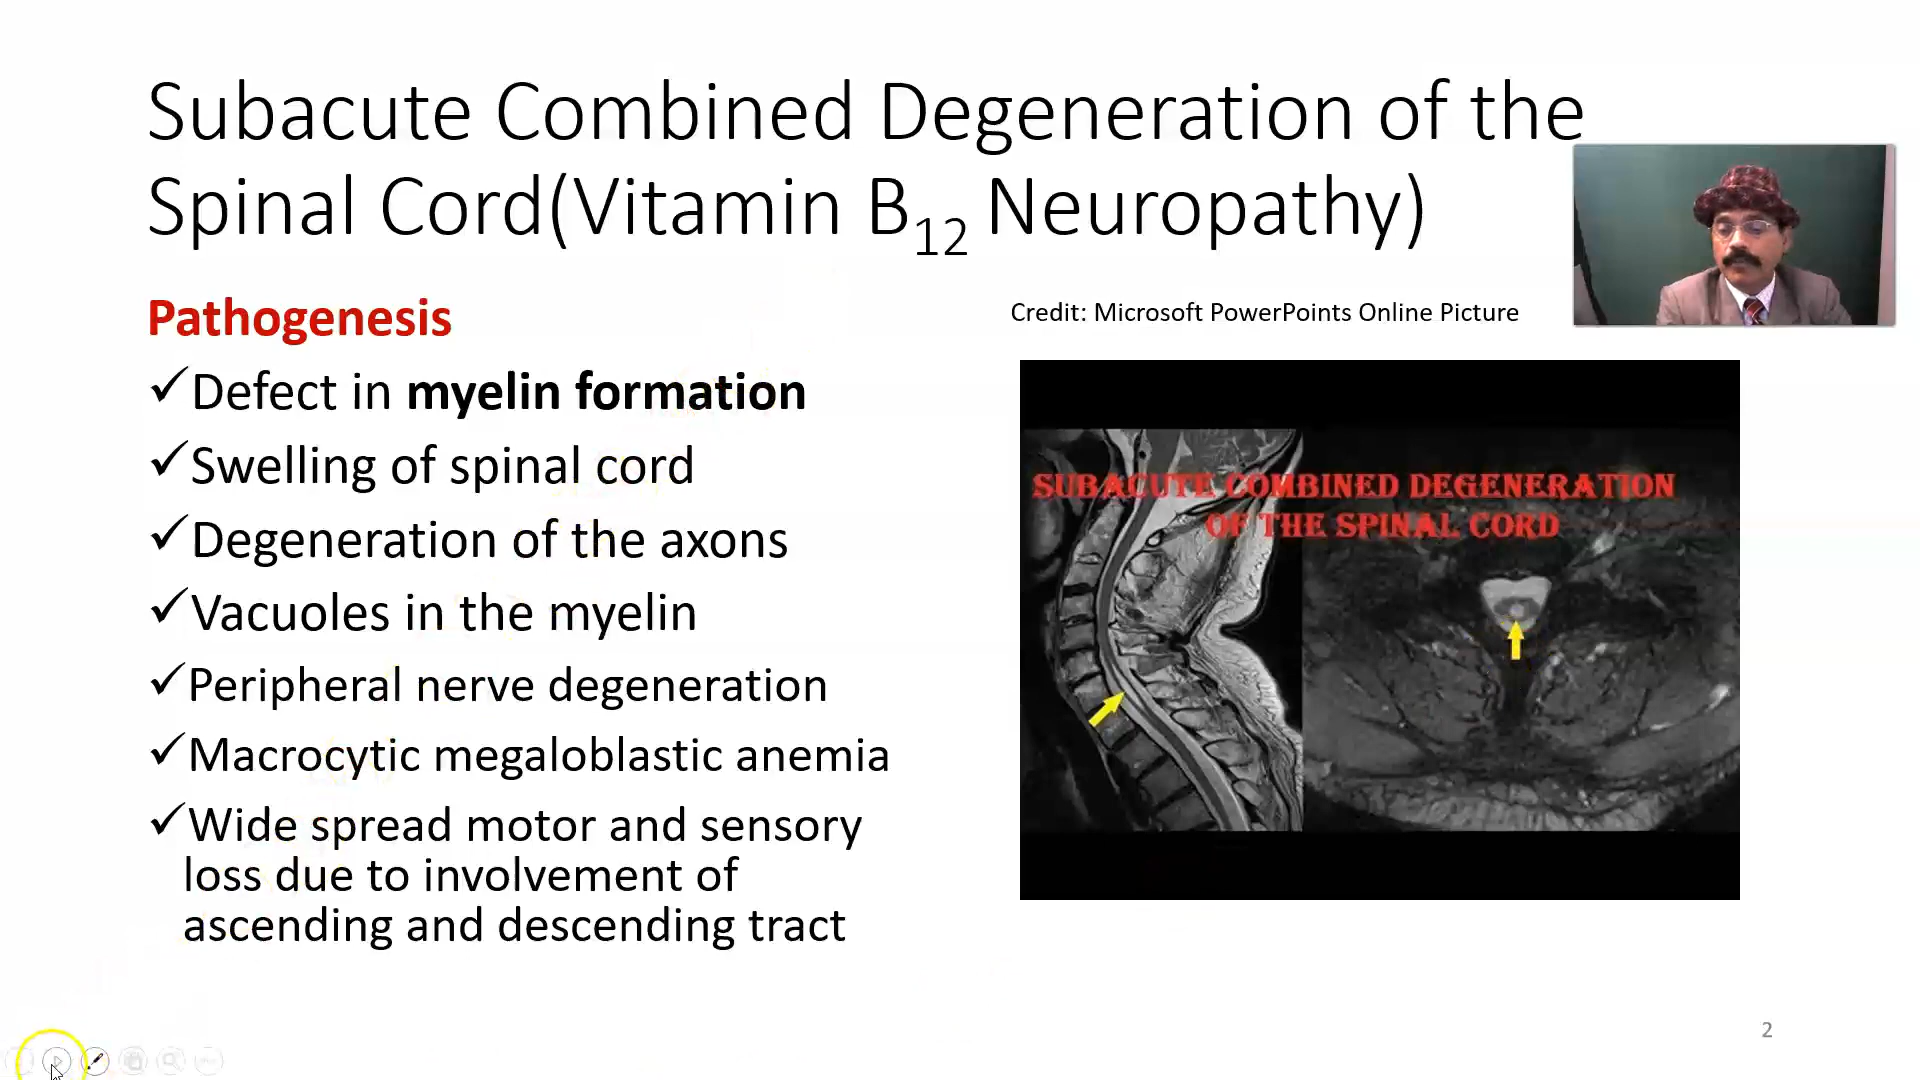 Subacute Combined Degeneration of the
Spinal Cord(Vitamin B12 Neuropathy)
Pathogenesis
✓Defect in myelin formation
✓Swelling of spinal cord
✓Degeneration of the axons
✓Vacuoles in the myelin
✓Peripheral nerve degeneration
✓Macrocytic megaloblastic anemia
✓Wide spread motor and sensory
loss due to involvement of
ascending and descending tract
Credit: Microsoft PowerPoints Online Picture
SUBACUTE COMBINED DEGENERATION
OF THE SPINAL CORD
2